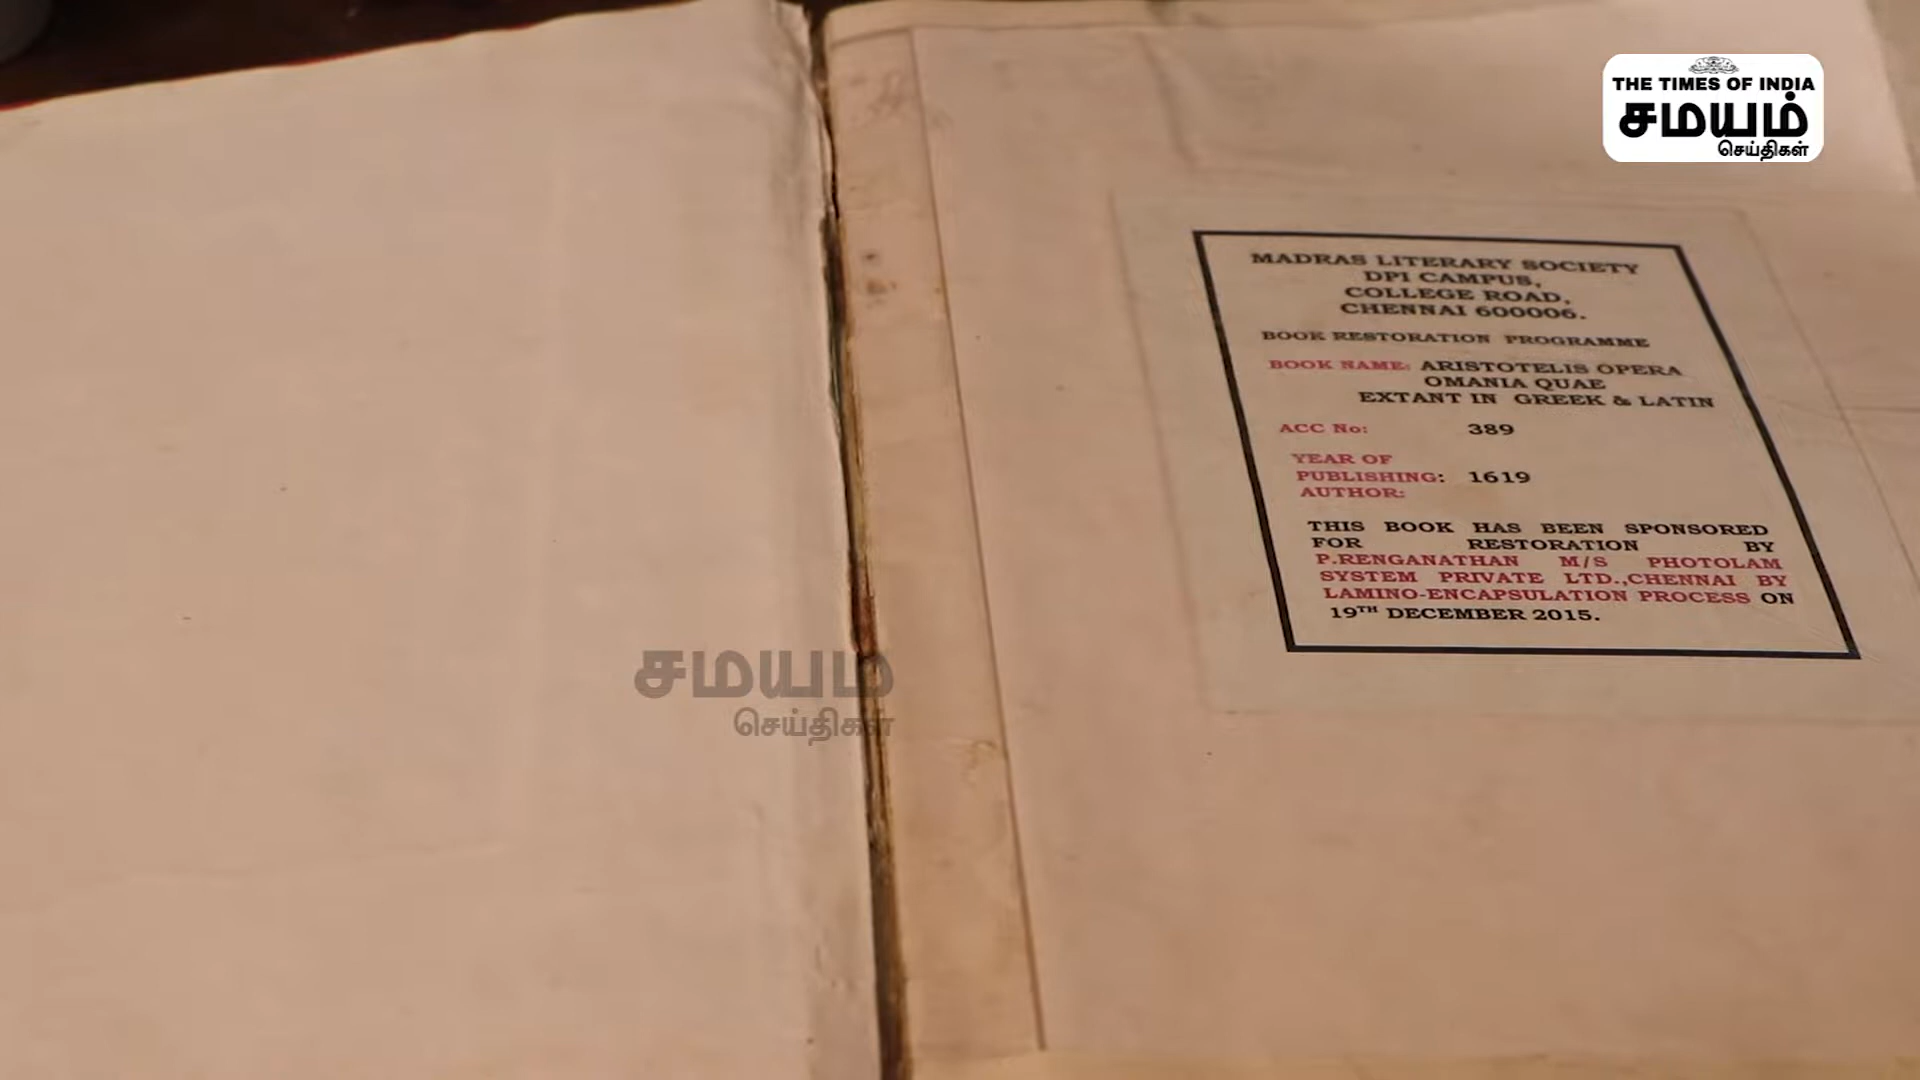 THE TIMES OF INDIA
சமயம்
செய்திகள்
MADRAS LITERARY SOCIETY
DPI CAMPUS,
COLLEGE ROAD,
CHENNAI 600006.
BOOK RESTORATION PROGRAMME
BOOK NAME: ARISTOTELIS OPERA
OMANIA QUAE
EXTANT IN GREEK & LATIN
ACC No: 389
YEAR OF
PUBLISHING: 1619
AUTHOR:
THIS BOOK HAS BEEN SPONSORED
FOR RESTORATION BY
P.RENGANATHAN M/S PHOTOLAM
SYSTEM PRIVATE LTD.,CHENNAI BY
LAMINO-ENCAPSULATION PROCESS ON
19TH DECEMBER 2015.
சமயம்
செய்திகள்